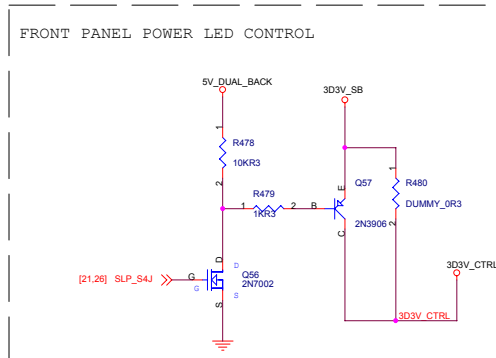 FRONT PANEL POWER LED CONTROL
5V_DUAL_BACK
3D3V_SB
1
R478
10KR3
2
1
R479
1KR3
2
B
E
Q57
2N3906
C
1
R480
DUMMY_0R3
2
3D3V_CTRL
3D3V_CTRL
[21,26] SLP_S4J
G
G
D
D
Q56
2N7002
S
S